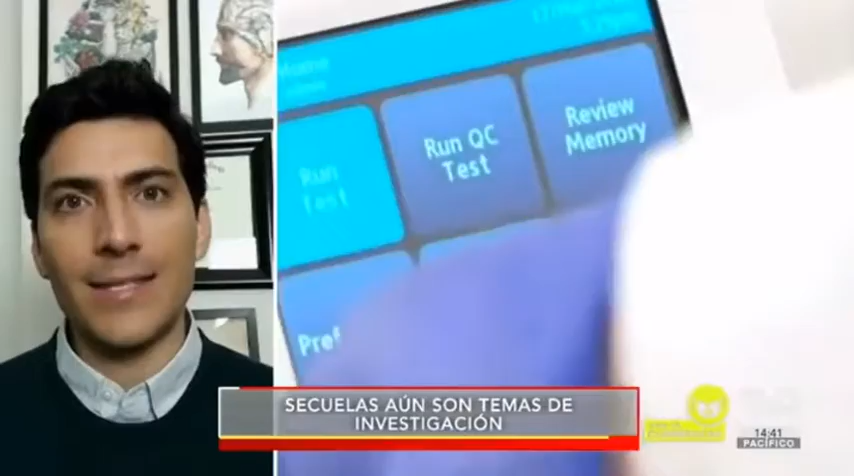 Run QC
Test
Review
Memory
Run
Test
Pref
SECUELAS AÚN SON TEMAS DE
INVESTIGACIÓN
14:41
PACÍFICO